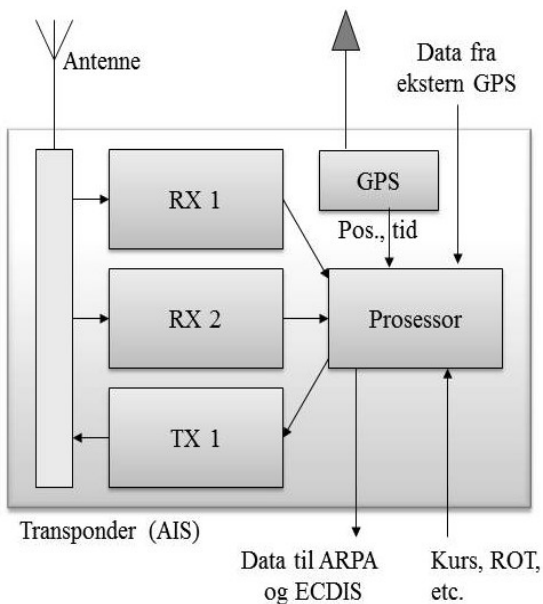 Antenne
Data fra
ekstern GPS
RX 1
GPS
Pos., tid
RX 2
Prosessor
TX 1
Transponder (AIS)
Data til ARPA
og ECDIS
Kurs, ROT,
etc.